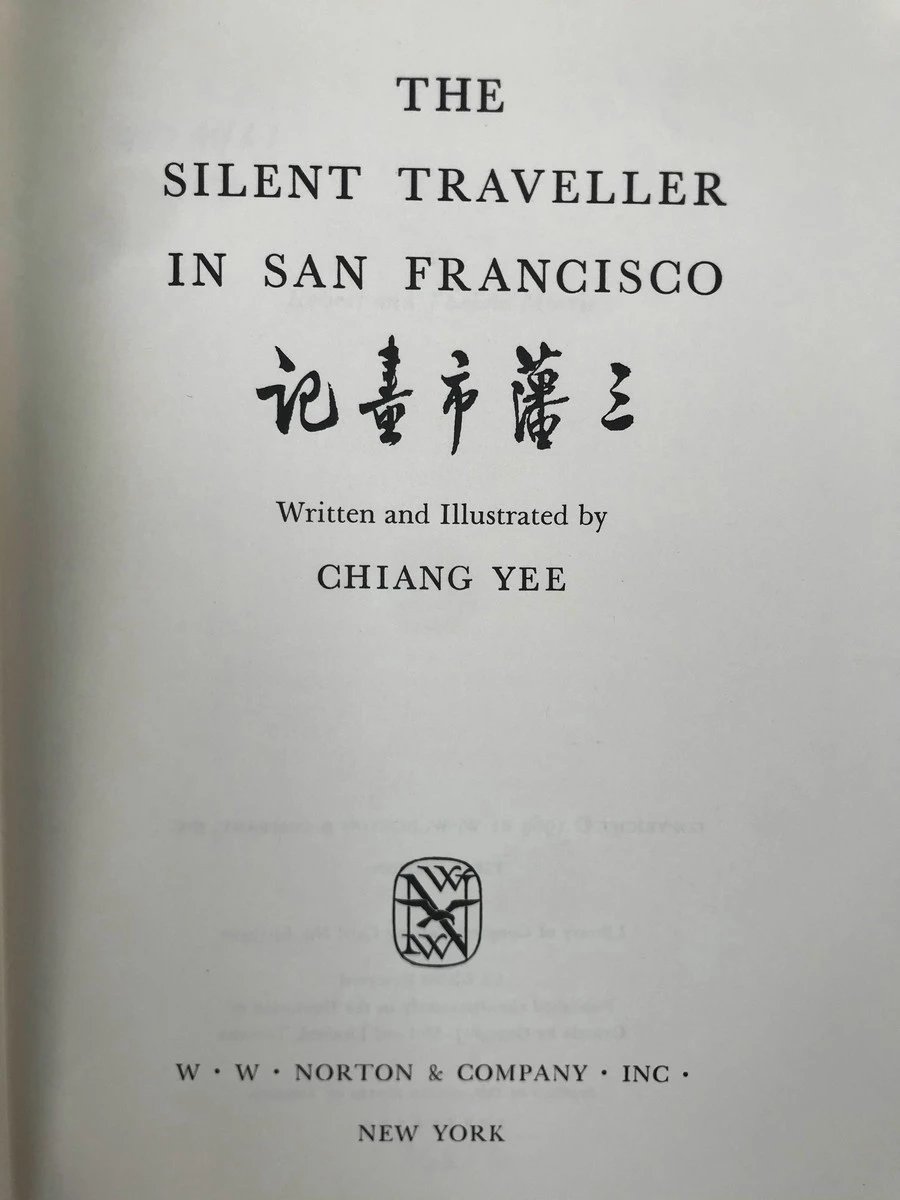 THE
SILENT TRAVELLER
IN SAN FRANCISCO
三藩市畫記
Written and Illustrated by
CHIANG YEE
W W
N
W · W · NORTON & COMPANY · INC ·
NEW YORK